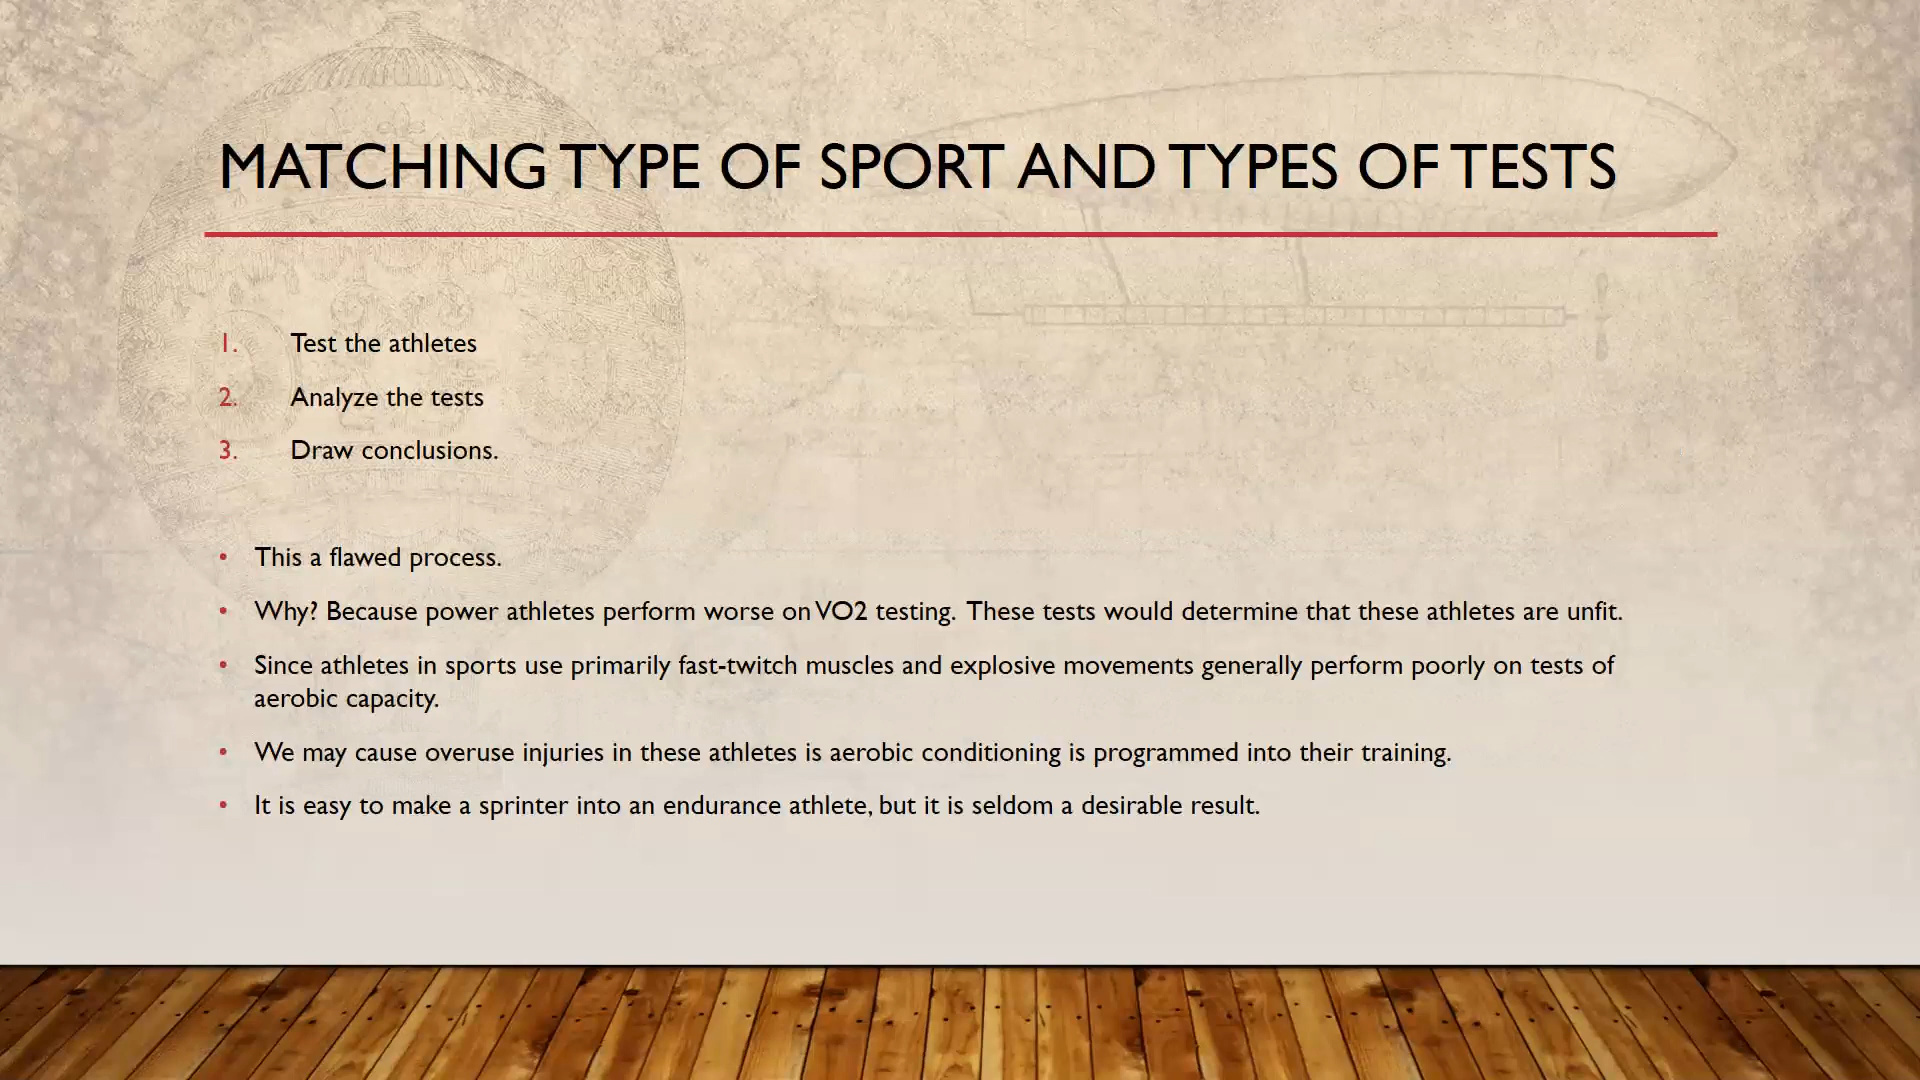 MATCHING TYPE OF SPORT AND TYPES OF TESTS
1. Test the athletes
2. Analyze the tests
3. Draw conclusions.
• This a flawed process.
• Why? Because power athletes perform worse on VO2 testing. These tests would determine that these athletes are unfit.
• Since athletes in sports use primarily fast-twitch muscles and explosive movements generally perform poorly on tests of
aerobic capacity.
• We may cause overuse injuries in these athletes is aerobic conditioning is programmed into their training.
• It is easy to make a sprinter into an endurance athlete, but it is seldom a desirable result.